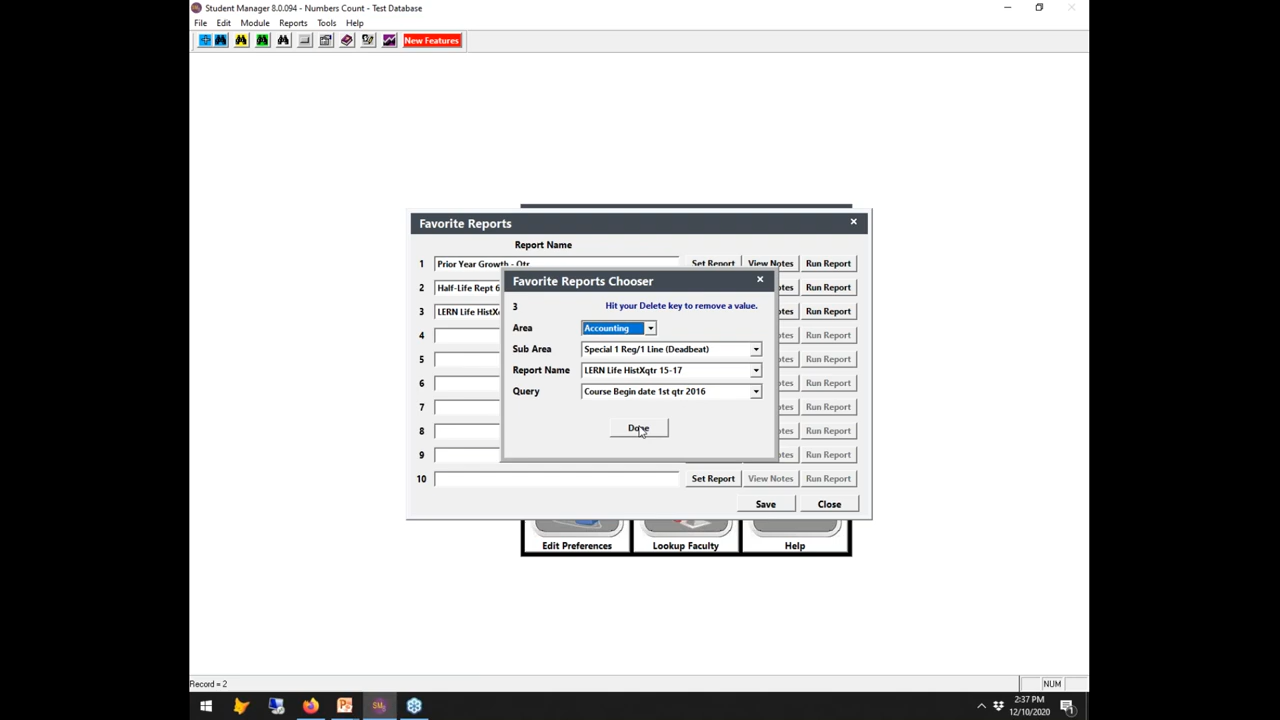 Student Manager 8.0.094 - Numbers Count - Test Database
File Edit Module Reports Tools Help
New Features
Favorite Reports
Report Name
1 Prior Year Growth - Qtr Set Report View Notes Run Report
Favorite Reports Chooser
2 Half-Life Rept 6 Run Report
3 Hit your Delete key to remove a value.
3 LERN Life HistX Run Report
Area Accounting
4 Run Report
Sub Area Special 1 Reg/1 Line (Deadbeat)
5 Run Report
Report Name LERN Life HistXqtr 15-17
6 Run Report
Query Course Begin date 1st qtr 2016
7 Run Report
Done
8 Run Report
9 Run Report
10 Set Report View Notes Run Report
Save Close
Edit Preferences Lookup Faculty Help
Record = 2 NUM
SM
2:37 PM
12/10/2020